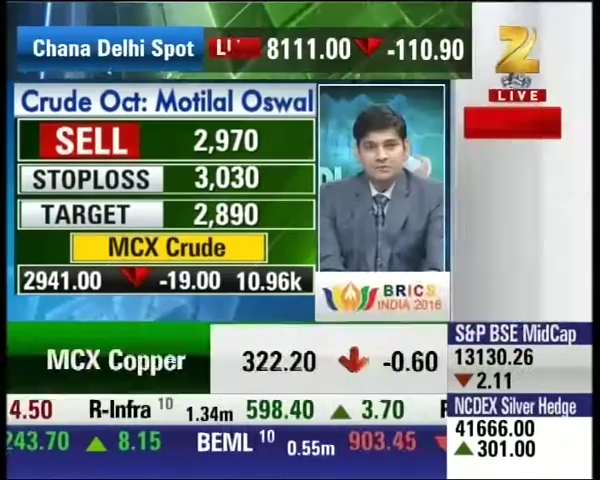 Chana Delhi Spot 8111.00 -110.90
Z
LIVE
Crude Oct: Motilal Oswal
SELL 2,970
STOPLOSS 3,030
TARGET 2,890
MCX Crude
2941.00 -19.00 10.96k
BRICS
INDIA 2016
MCX Copper 322.20 -0.60
S&P BSE MidCap
13130.26
2.11
4.50 R-Infra 10 1.34m 598.40 3.70
NCDEX Silver Hedge
41666.00
301.00
243.70 8.15 BEML 10 0.55m 903.45